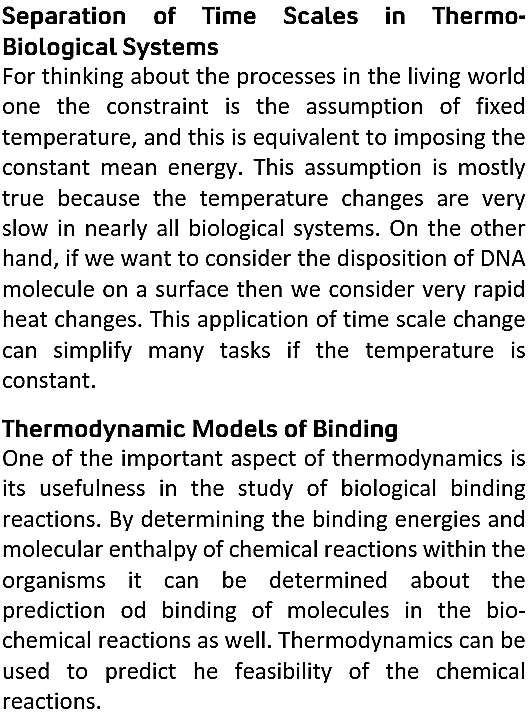 Separation of Time Scales in Thermo-
Biological Systems
For thinking about the processes in the living world
one the constraint is the assumption of fixed
temperature, and this is equivalent to imposing the
constant mean energy. This assumption is mostly
true because the temperature changes are very
slow in nearly all biological systems. On the other
hand, if we want to consider the disposition of DNA
molecule on a surface then we consider very rapid
heat changes. This application of time scale change
can simplify many tasks if the temperature is
constant.
Thermodynamic Models of Binding
One of the important aspect of thermodynamics is
its usefulness in the study of biological binding
reactions. By determining the binding energies and
molecular enthalpy of chemical reactions within the
organisms it can be determined about the
prediction od binding of molecules in the bio-
chemical reactions as well. Thermodynamics can be
used to predict he feasibility of the chemical
reactions.